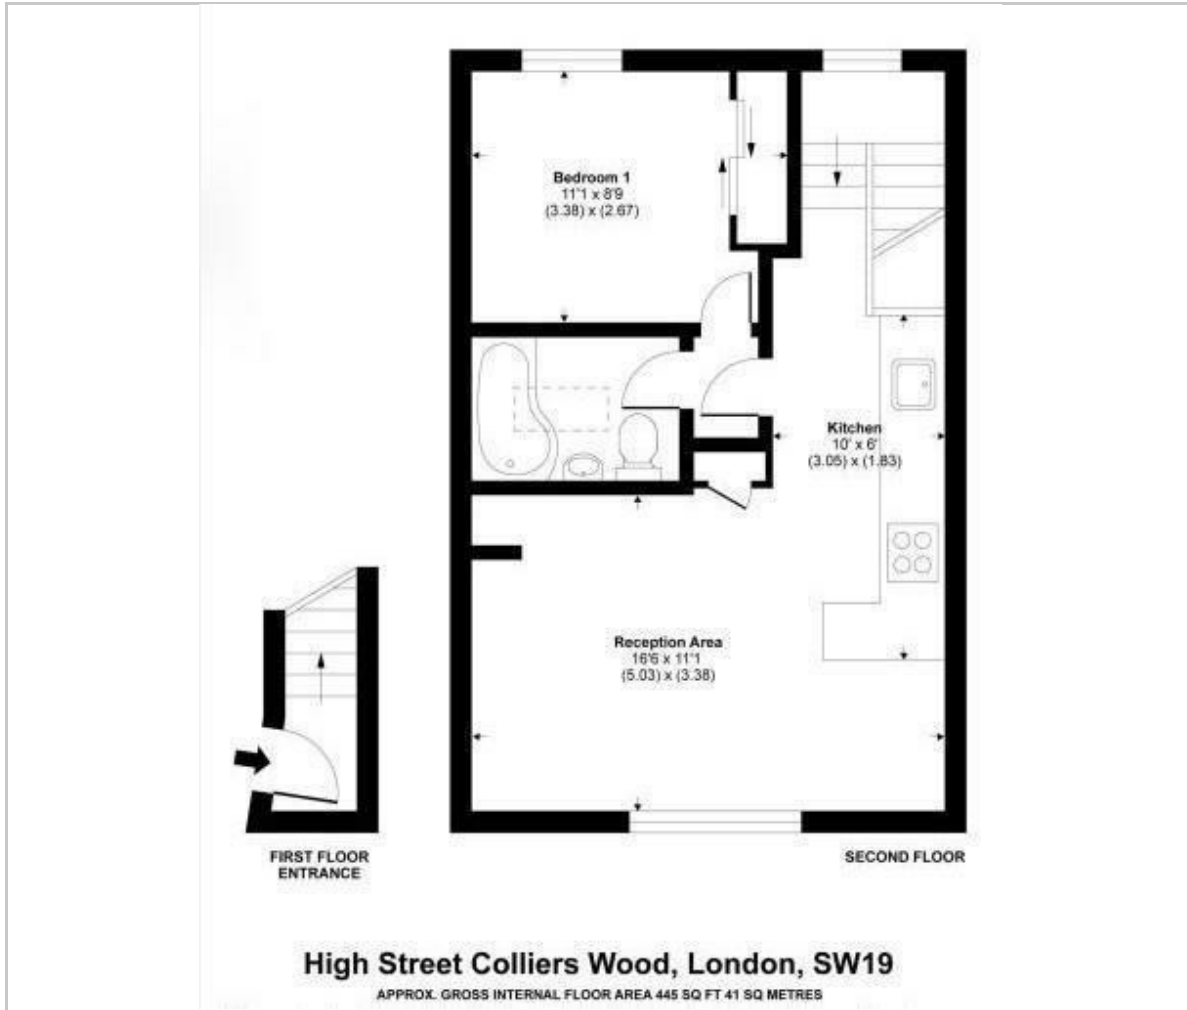 Bedroom 1
11'1 x 8'9
(3.38) x (2.67)
Kitchen
10' x 6'
(3.05) x (1.83)
Reception Area
16'6 x 11'1
(5.03) x (3.38)
FIRST FLOOR
ENTRANCE
SECOND FLOOR
High Street Colliers Wood, London, SW19
APPROX. GROSS INTERNAL FLOOR AREA 445 SQ FT 41 SQ METRES